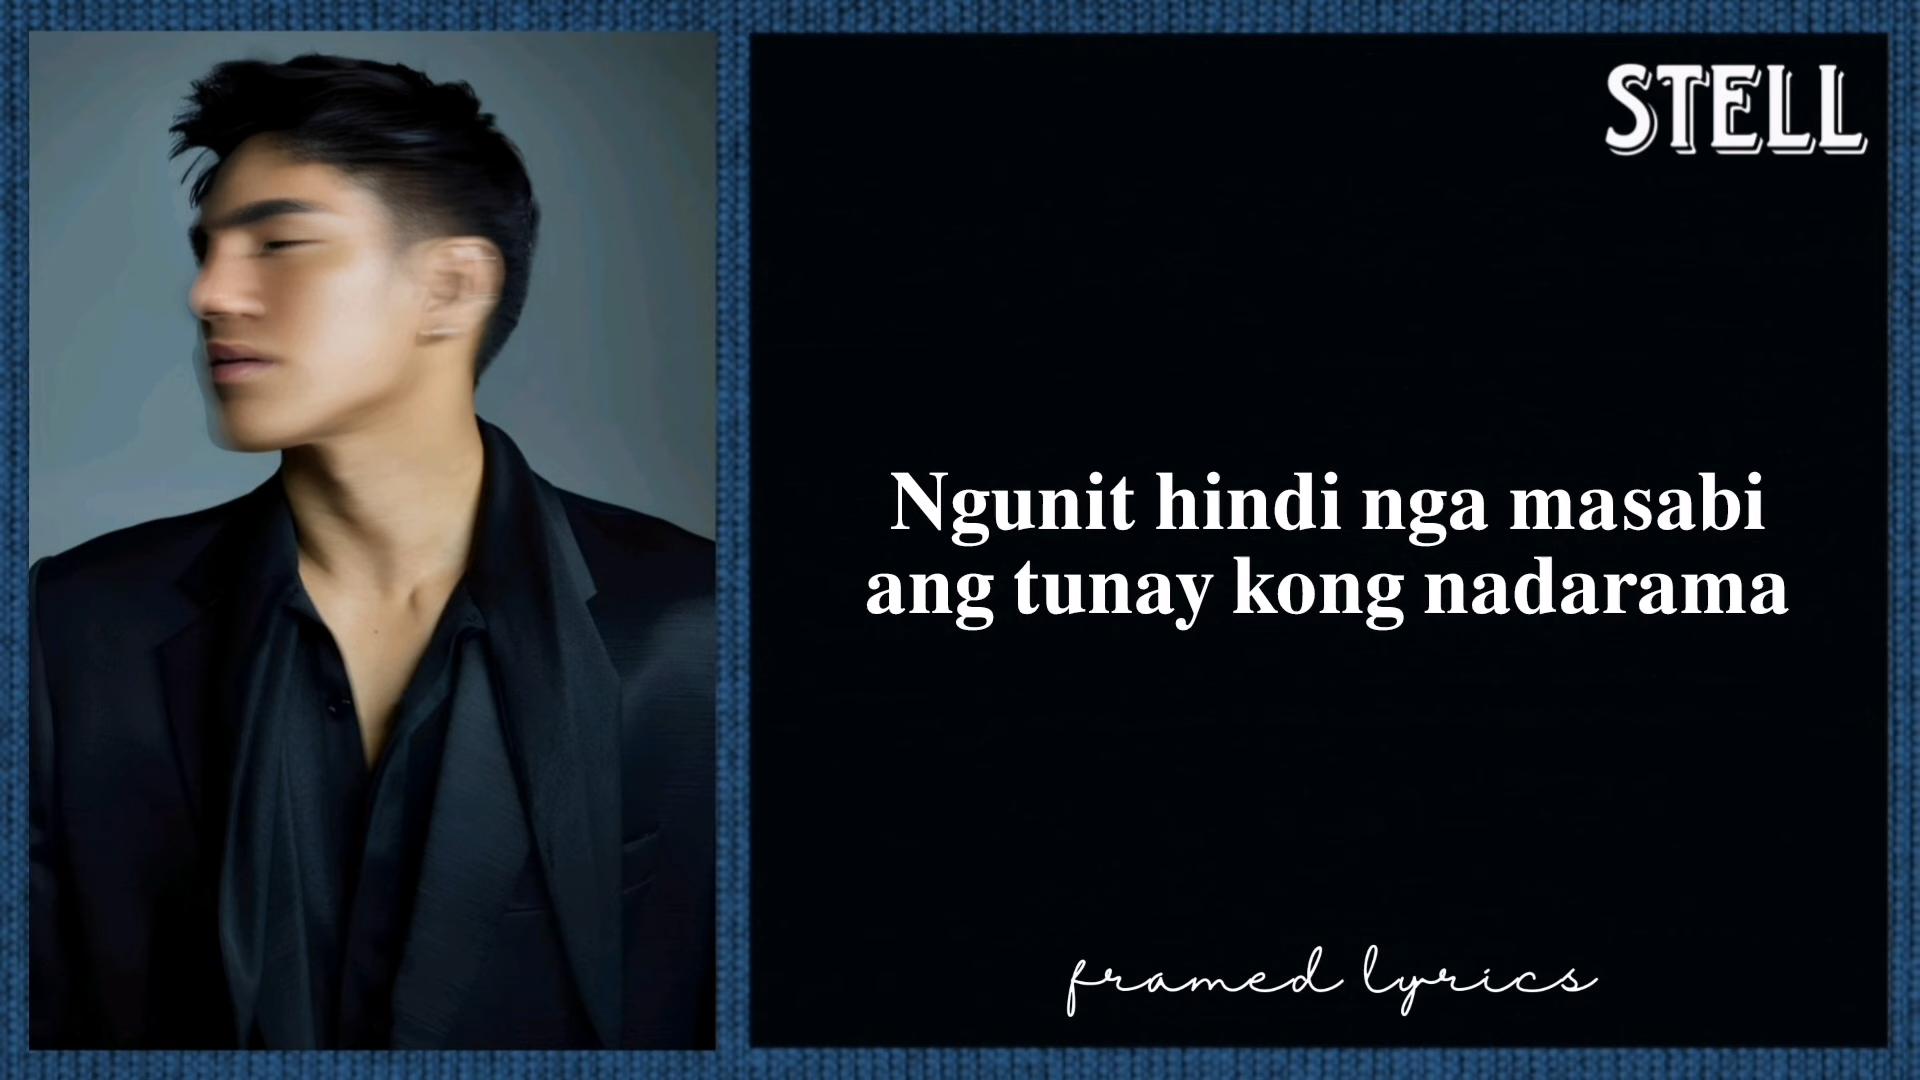 STELL
Ngunit hindi nga masabi
ang tunay kong nadarama
framed lyrics